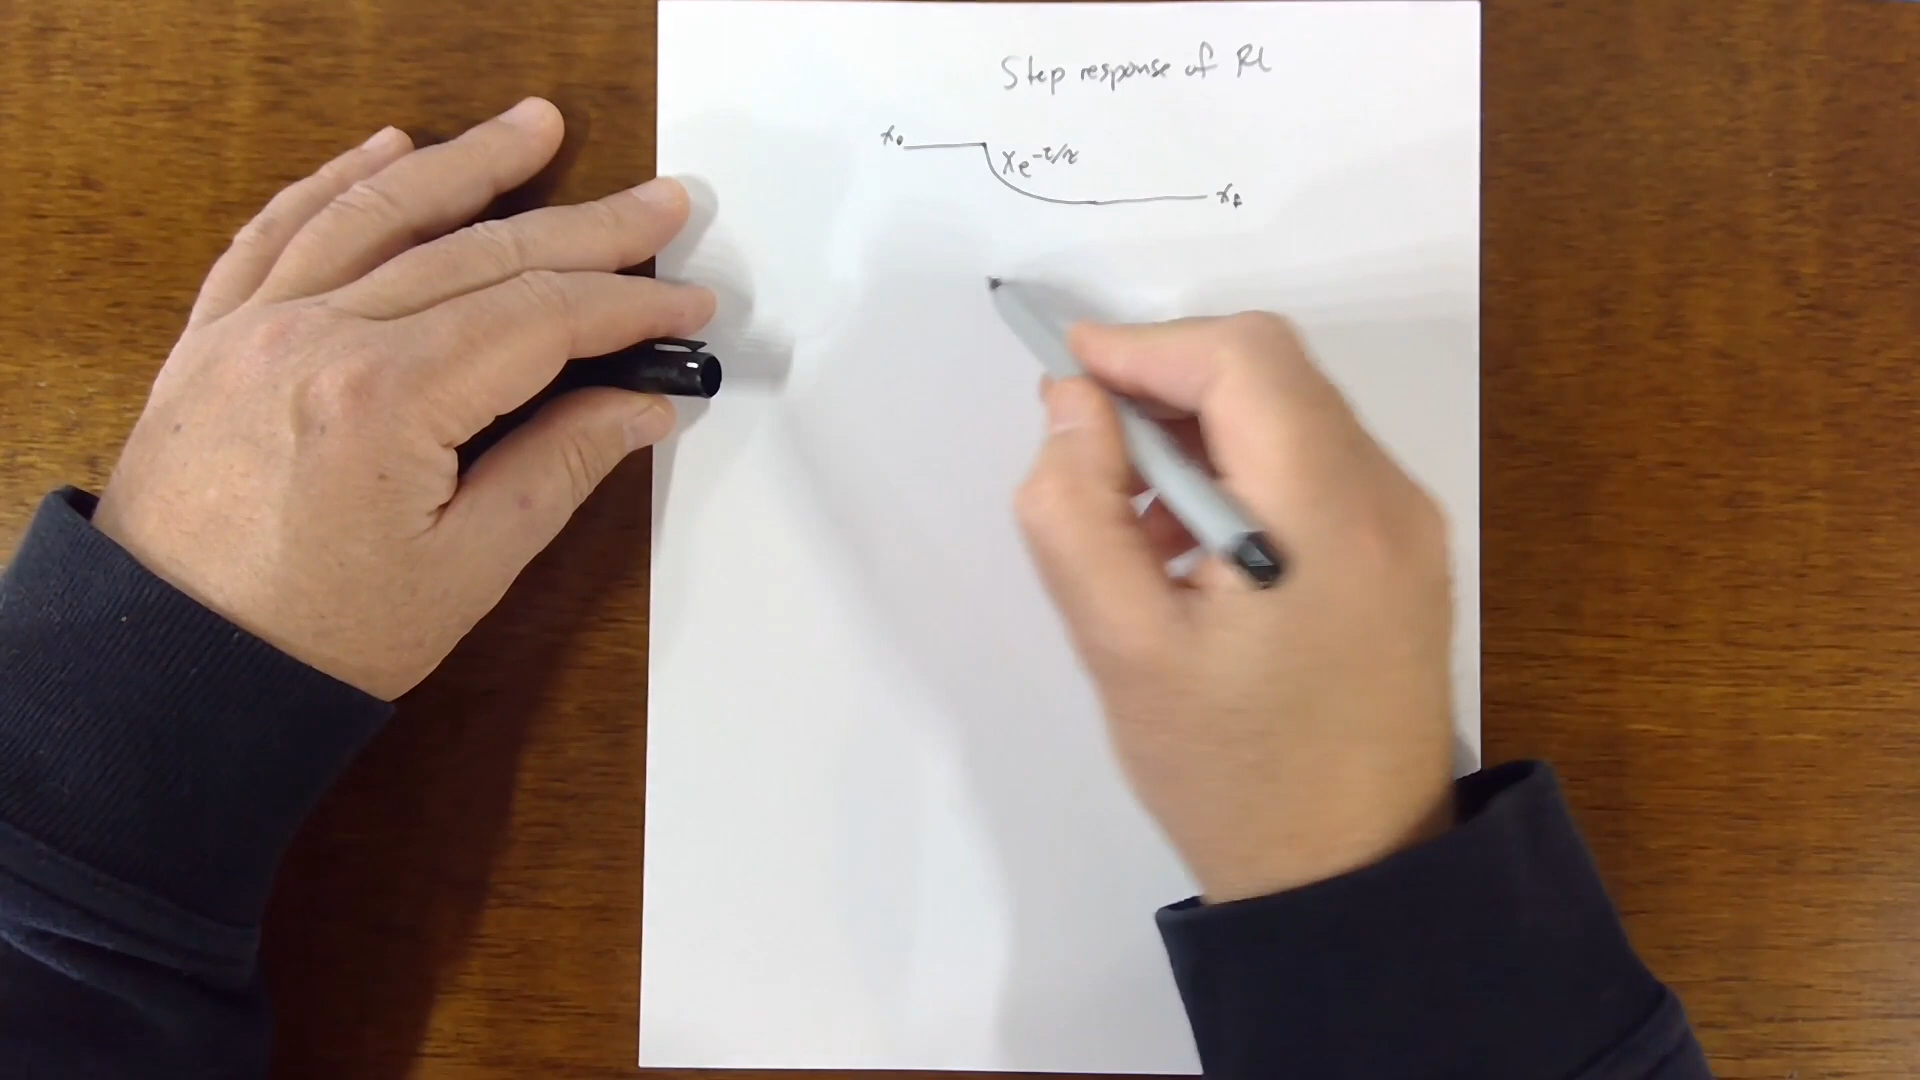 Step response of RL
x₀
Xe^-t/τ
x_f